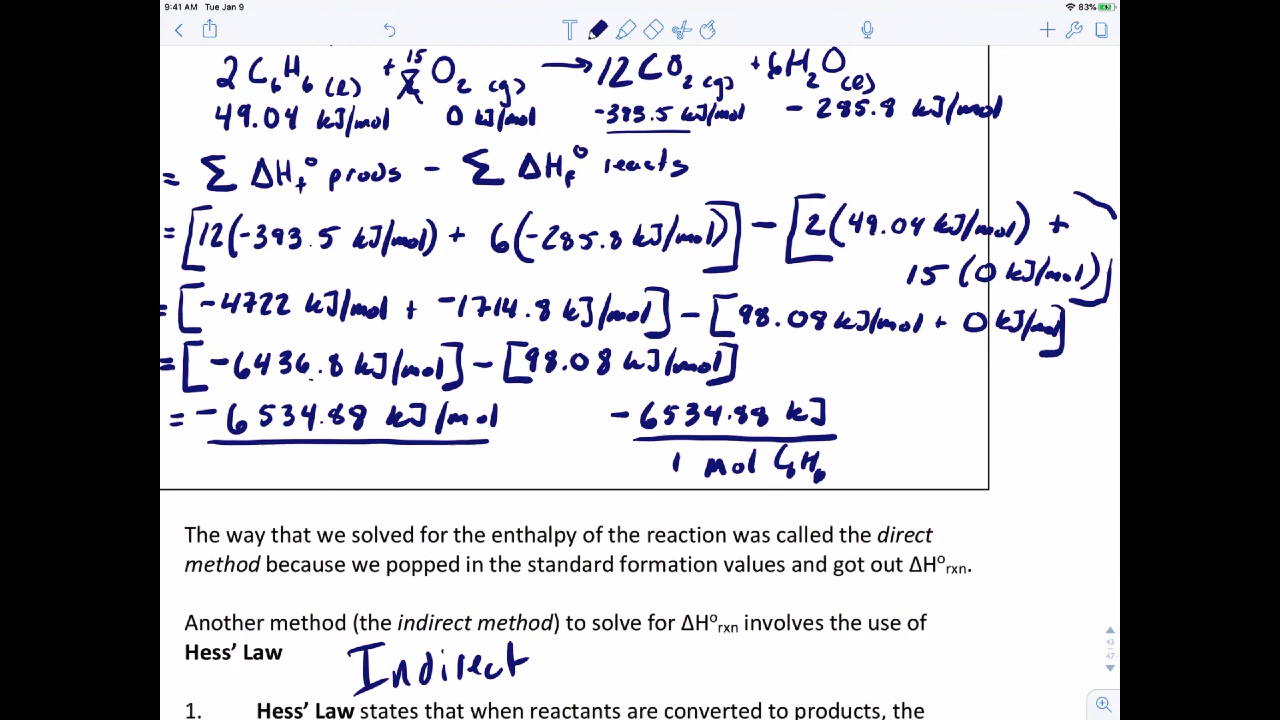 9:41 AM Tue Jan 9
83%
T
2 C₆H₆ (l) + 15 O₂ (g) → 12 CO₂ (g) + 6 H₂O (l)
49.04 kJ/mol 0 kJ/mol -393.5 kJ/mol - 285.8 kJ/mol
= Σ ΔHf° prods - Σ ΔHf° reacts
= [12(-393.5 kJ/mol) + 6(-285.8 kJ/mol)] - [2(49.04 kJ/mol) +
15 (0 kJ/mol)]
= [-4722 kJ/mol + -1714.8 kJ/mol] - [98.08 kJ/mol + 0 kJ/mol]
= [-6436.8 kJ/mol] - [98.08 kJ/mol]
= -6534.88 kJ/mol -6534.88 kJ
1 mol C₆H₆
The way that we solved for the enthalpy of the reaction was called the direct
method because we popped in the standard formation values and got out ΔH°rxn.
Another method (the indirect method) to solve for ΔH°rxn involves the use of
Hess' Law
Indirect
1. Hess' Law states that when reactants are converted to products, the
43
47